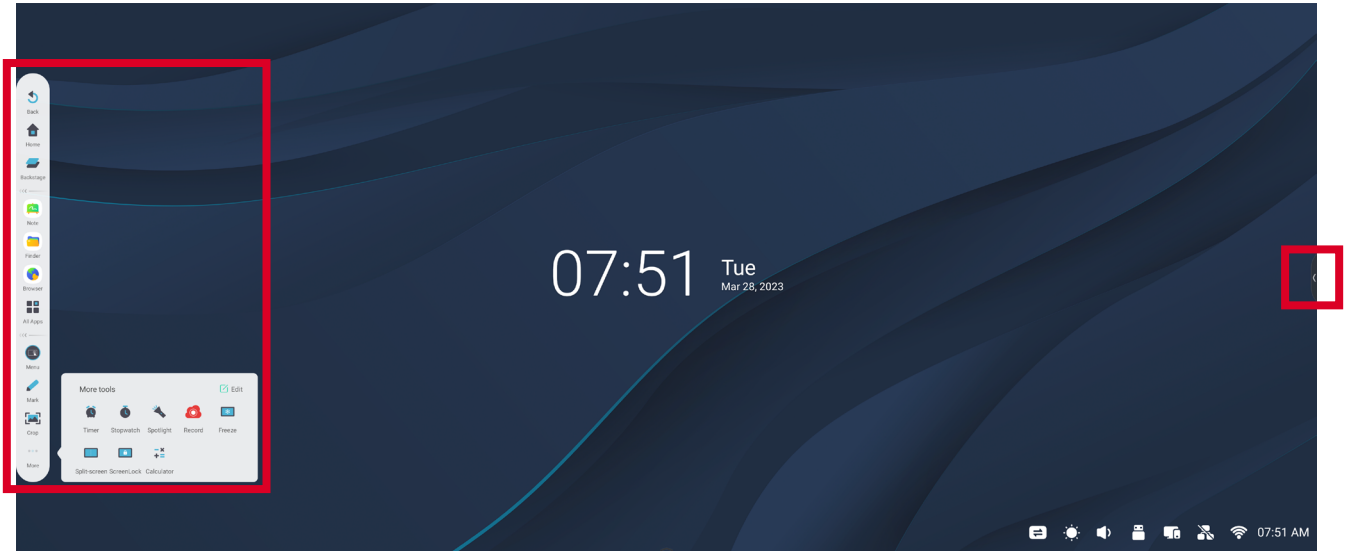 Back
Home
Backstage
Note
Finder
Browser
All Apps
Menu
Mark
Crop
More
More tools
Edit
Timer Stopwatch Spotlight Record Freeze
Split-screen ScreenLock Calculator
07:51
Tue
Mar 28, 2023
07:51 AM